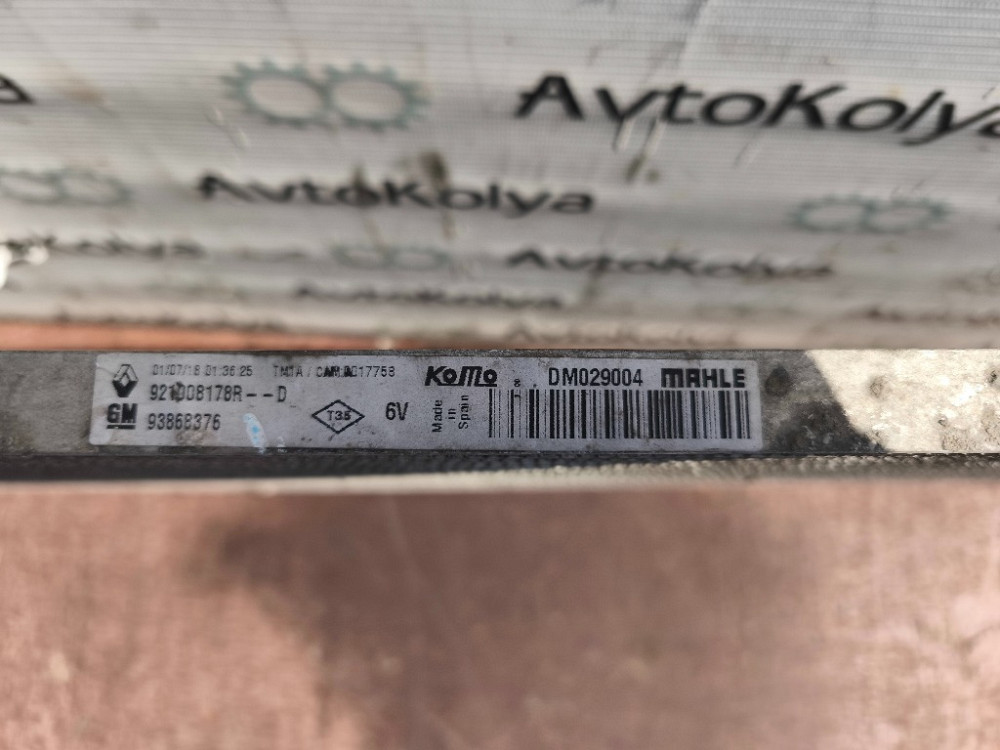 AvtoKolya
AvtoKolya
AvtoKolya
AvtoKolya
01/07/18 01:36:25
921008178R--D
GM 93868376
T35
6V
KoMo
Made in Spain
DM029004 MAHLE